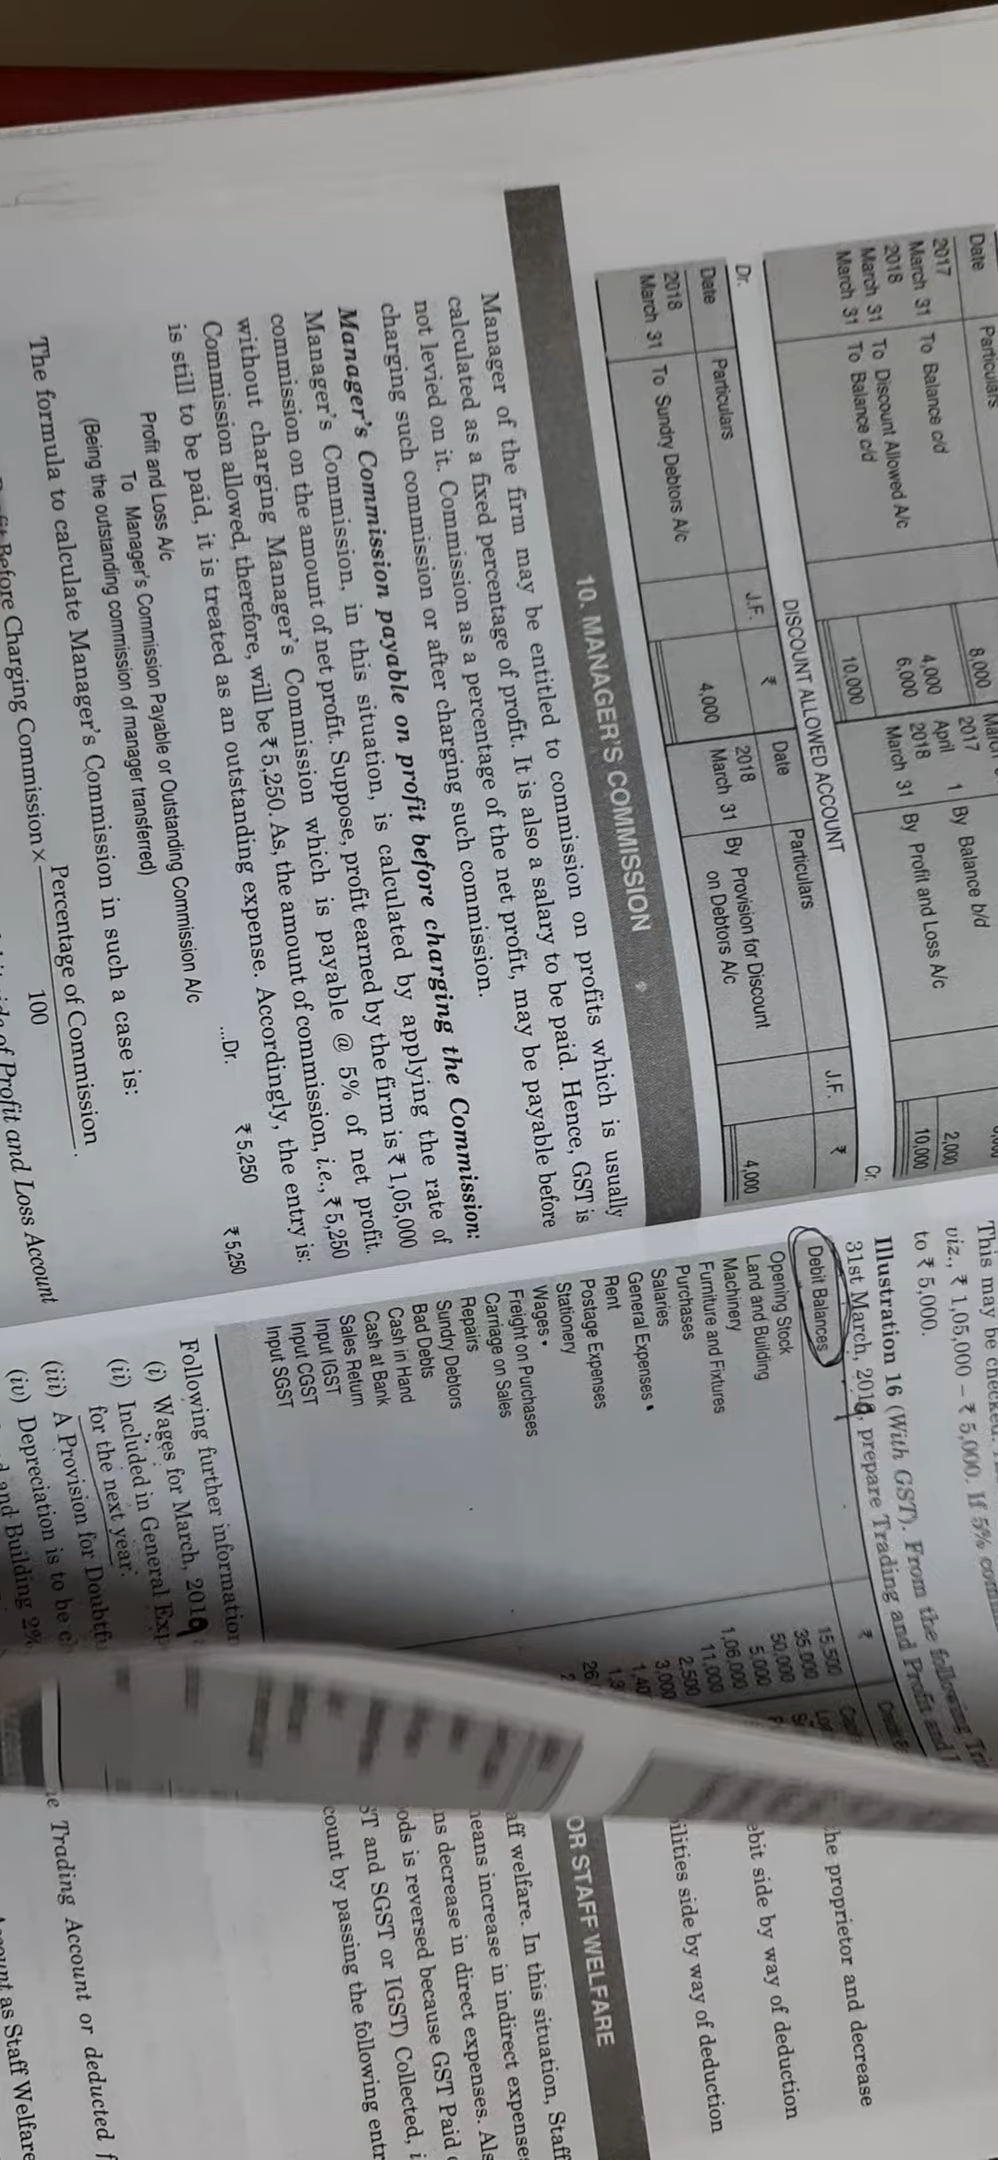 Date Particulars
8,000
2017
March 31 To Balance c/d
4,000
2017
April 1 By Balance b/d
2,000
2018
March 31 To Discount Allowed A/c
6,000
2018
March 31 By Profit and Loss A/c
10,000
March 31 To Balance c/d
10,000
DISCOUNT ALLOWED ACCOUNT
Dr. Cr.
Date Particulars J.F. ₹ Date Particulars J.F. ₹
2018 2018
March 31 To Sundry Debtors A/c 4,000 March 31 By Provision for Discount
on Debtors A/c 4,000
10. MANAGER'S COMMISSION
Manager of the firm may be entitled to commission on profits which is usually
calculated as a fixed percentage of profit. It is also a salary to be paid. Hence, GST is
not levied on it. Commission as a percentage of the net profit, may be payable before
charging such commission or after charging such commission.
Manager's Commission payable on profit before charging the Commission:
Manager's Commission, in this situation, is calculated by applying the rate of
commission on the amount of net profit. Suppose, profit earned by the firm is ₹ 1,05,000
without charging Manager's Commission which is payable @ 5% of net profit.
Commission allowed, therefore, will be ₹ 5,250. As, the amount of commission, i.e., ₹ 5,250
is still to be paid, it is treated as an outstanding expense. Accordingly, the entry is:
Profit and Loss A/c ...Dr. ₹ 5,250
To Manager's Commission Payable or Outstanding Commission A/c ₹ 5,250
(Being the outstanding commission of manager transferred)
The formula to calculate Manager's Commission in such a case is:
Before Charging Commission × Percentage of Commission
100
of Profit and Loss Account
This may be checked.
viz., ₹ 1,05,000 – ₹ 5,000. If 5%
to ₹ 5,000.
Illustration 16 (With GST). From the following
31st March, 2019, prepare Trading and Profit and
Debit Balances ₹
Opening Stock 15,500
Land and Building 35,000
Machinery 50,000
Furniture and Fixtures 5,000
Purchases 1,06,000
Salaries 11,000
General Expenses 2,500
Rent 3,000
Postage Expenses
Stationery
Wages
Freight on Purchases
Carriage on Sales
Repairs
Sundry Debtors
Bad Debts
Cash in Hand
Cash at Bank
Sales Return
Input IGST
Input CGST
Input SGST
Following further information
(i) Wages for March, 2019
(ii) Included in General
for the next year.
(iii) A Provision for
(iv) Depreciation is to be
and Building 2%
the proprietor and decrease
side by way of deduction
side by way of deduction
OR STAFF WELFARE
welfare. In this situation, Staff
means increase in indirect
decrease in direct expenses.
is reversed because GST Paid
and SGST or IGST) Collected,
by passing the following
Trading Account or deducted
as Staff Welfare